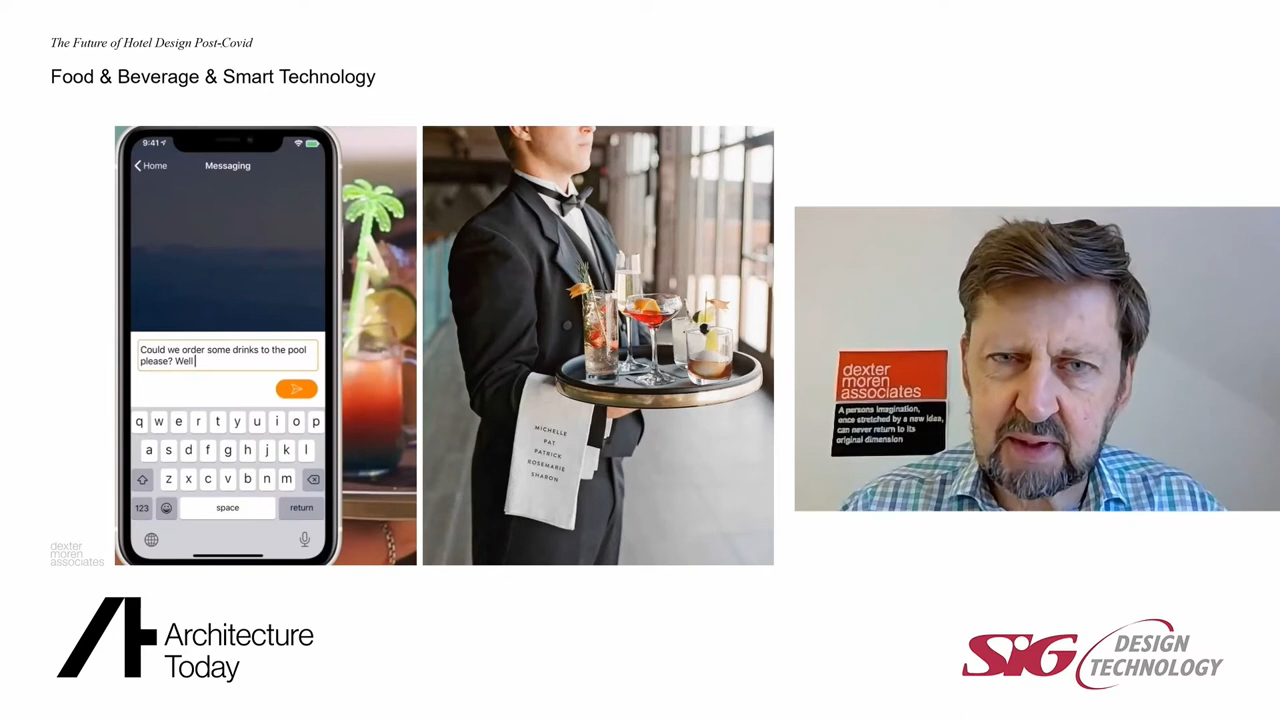 The Future of Hotel Design Post-Covid
Food & Beverage & Smart Technology
9:41
Home
Messaging
Could we order some drinks to the pool
please? Well
q w e r t y u i o p
a s d f g h j k l
z x c v b n m
123
space
return
MICHELLE
PAT
PATRICK
ROSEMARIE
SHARON
dexter
moren
associates
A persons imagination,
once stretched by a new idea,
can never return to its
original dimension
dexter
moren
associates
Architecture
Today
SIG
DESIGN
TECHNOLOGY